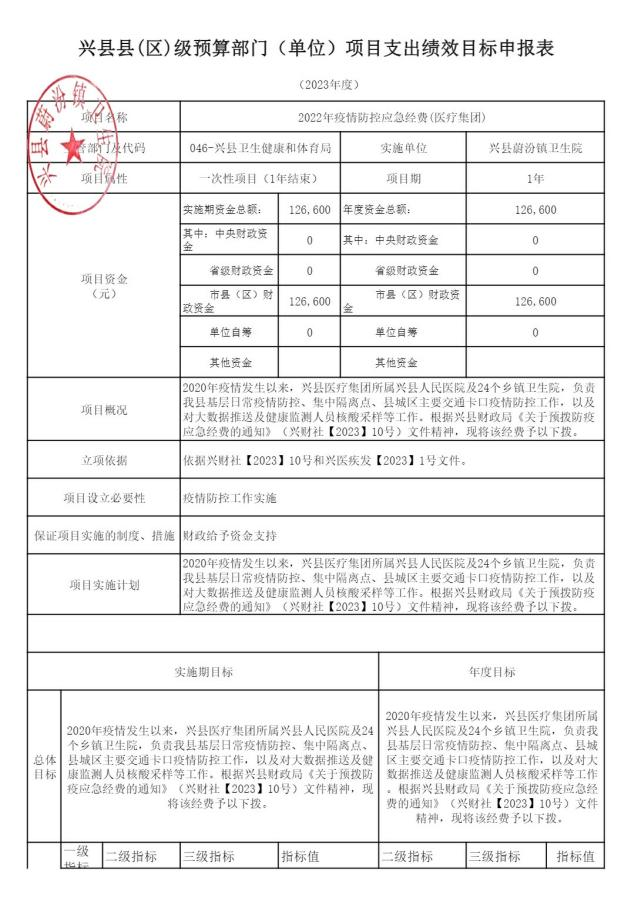 兴县县(区)级预算部门（单位）项目支出绩效目标申报表
（2023年度）
项目名称
2022年疫情防控应急经费(医疗集团)
主管部门及代码
046-兴县卫生健康和体育局
实施单位
兴县蔚汾镇卫生院
项目属性
一次性项目（1年结束）
项目期
1年
项目资金
（元）
实施期资金总额：
126,600
年度资金总额：
126,600
其中：中央财政资
金
0
其中：中央财政资金
0
省级财政资金
0
省级财政资金
0
市县（区）财
政资金
126,600
市县（区）财政资
金
126,600
单位自筹
0
单位自筹
0
其他资金
其他资金
项目概况
2020年疫情发生以来，兴县医疗集团所属兴县人民医院及24个乡镇卫生院，负责
我县基层日常疫情防控、集中隔离点、县城区主要交通卡口疫情防控工作，以及
对大数据推送及健康监测人员核酸采样等工作。根据兴县财政局《关于预拨防疫
应急经费的通知》（兴财社【2023】10号）文件精神，现将该经费予以下拨。
立项依据
依据兴财社【2023】10号和兴医疾发【2023】1号文件。
项目设立必要性
疫情防控工作实施
保证项目实施的制度、措施
财政给予资金支持
项目实施计划
2020年疫情发生以来，兴县医疗集团所属兴县人民医院及24个乡镇卫生院，负责
我县基层日常疫情防控、集中隔离点、县城区主要交通卡口疫情防控工作，以及
对大数据推送及健康监测人员核酸采样等工作。根据兴县财政局《关于预拨防疫
应急经费的通知》（兴财社【2023】10号）文件精神，现将该经费予以下拨。
实施期目标
年度目标
总体
目标
2020年疫情发生以来，兴县医疗集团所属兴县人民医院及24
个乡镇卫生院，负责我县基层日常疫情防控、集中隔离点、
县城区主要交通卡口疫情防控工作，以及对大数据推送及健
康监测人员核酸采样等工作。根据兴县财政局《关于预拨防
疫应急经费的通知》（兴财社【2023】10号）文件精神，现
将该经费予以下拨。
2020年疫情发生以来，兴县医疗集团所属
兴县人民医院及24个乡镇卫生院，负责我
县基层日常疫情防控、集中隔离点、县城
区主要交通卡口疫情防控工作，以及对大
数据推送及健康监测人员核酸采样等工作
。根据兴县财政局《关于预拨防疫应急经
费的通知》（兴财社【2023】10号）文件
精神，现将该经费予以下拨。
一级
指标
二级指标
三级指标
指标值
二级指标
三级指标
指标值
兴县蔚汾镇卫生院